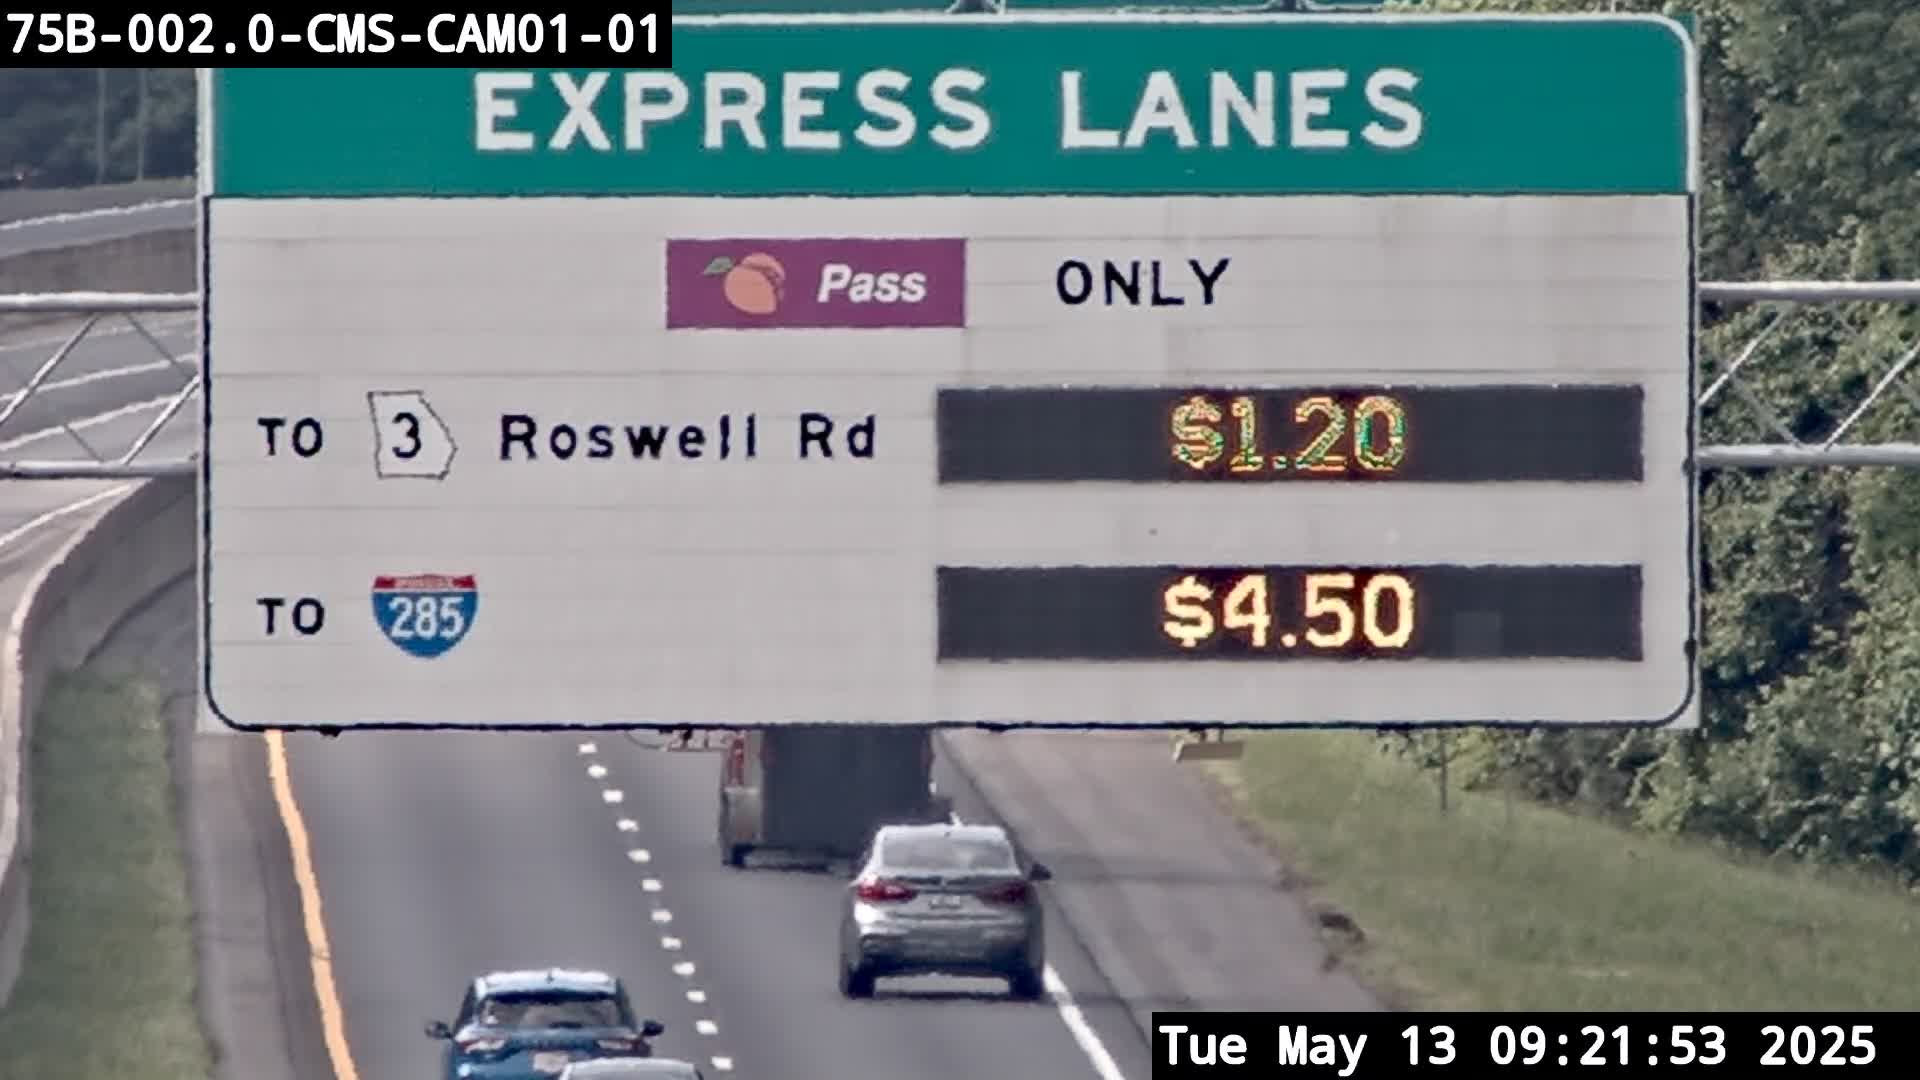 75B-002.0-CMS-CAM01-01
EXPRESS LANES
Pass ONLY
TO 3 Roswell Rd $1.20
TO 285 $4.50
Tue May 13 09:21:53 2025